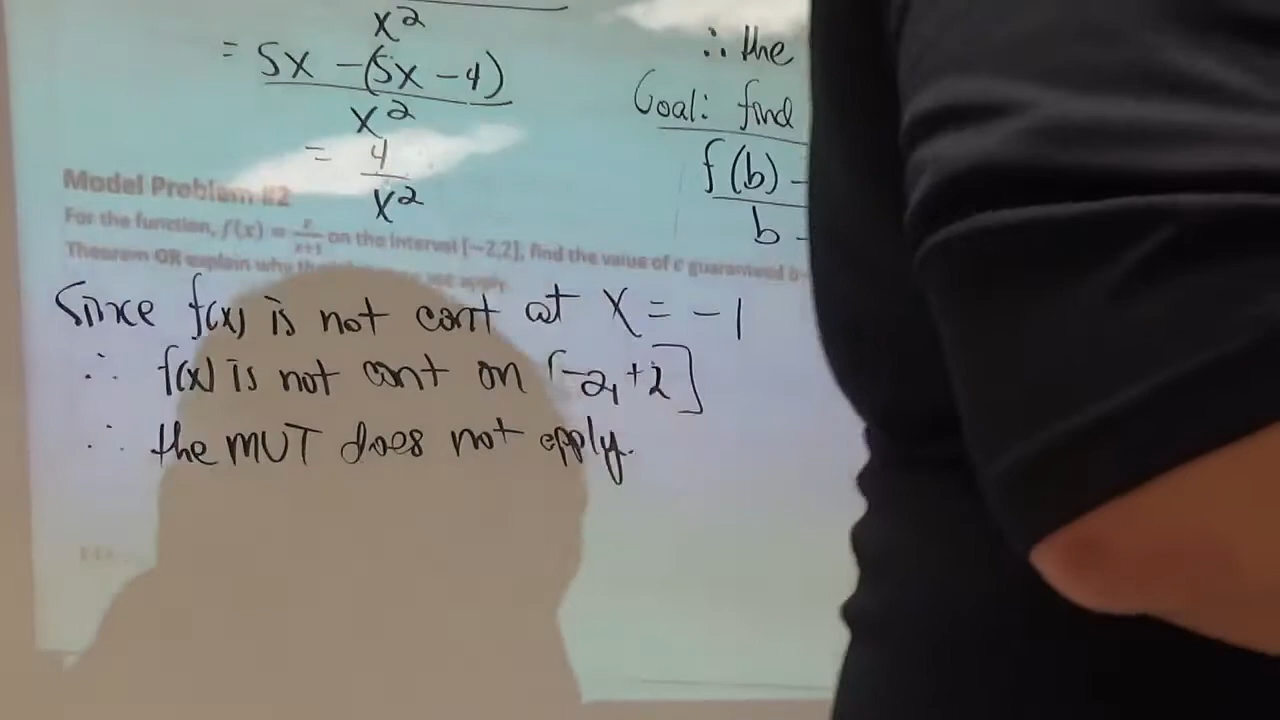 x²
= 5x - (5x - 4)
x²
= 4
x²
∴ the
Goal: find
f(b) -
b -
Model Problem #2
For the function, f(x) = on the interval [-2,2], find the value of c guaranteed
Theorem OR explain why apply
Since f(x) is not cont at x = -1
∴ f(x) is not cont on [-2,+2]
∴ the MVT does not apply.